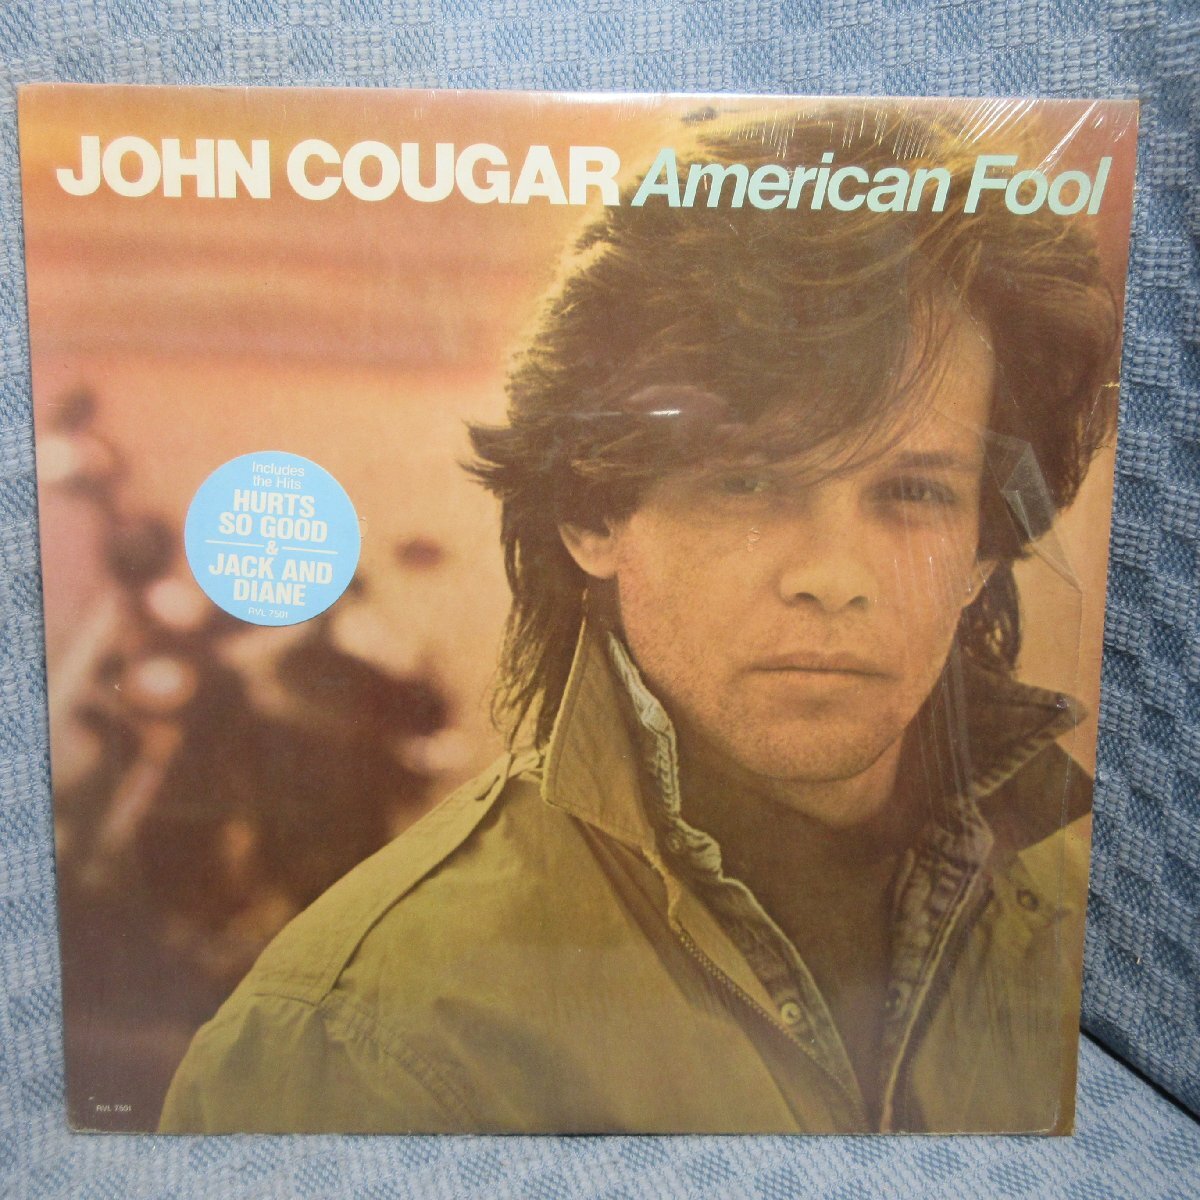 JOHN COUGAR American Fool
Includes
the Hits
HURTS
SO GOOD
&
JACK AND
DIANE
RVL 7501
RVL 7501